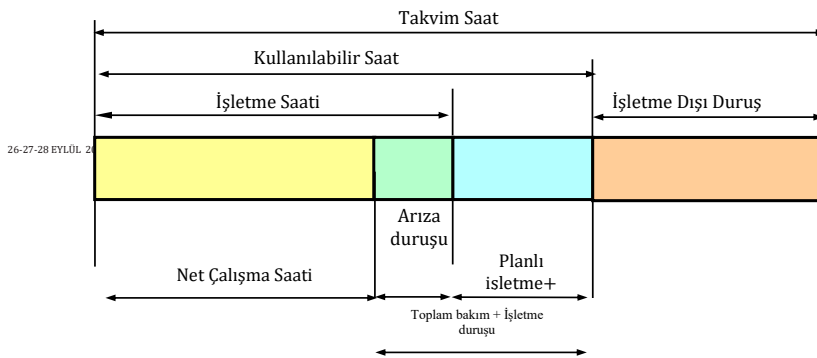 Takvim Saat
Kullanılabilir Saat
İşletme Saati
İşletme Dışı Duruş
26-27-28 EYLÜL 20
Arıza
duruşu
Net Çalışma Saati
Planlı
isletme+
Toplam bakım + İşletme
duruşu